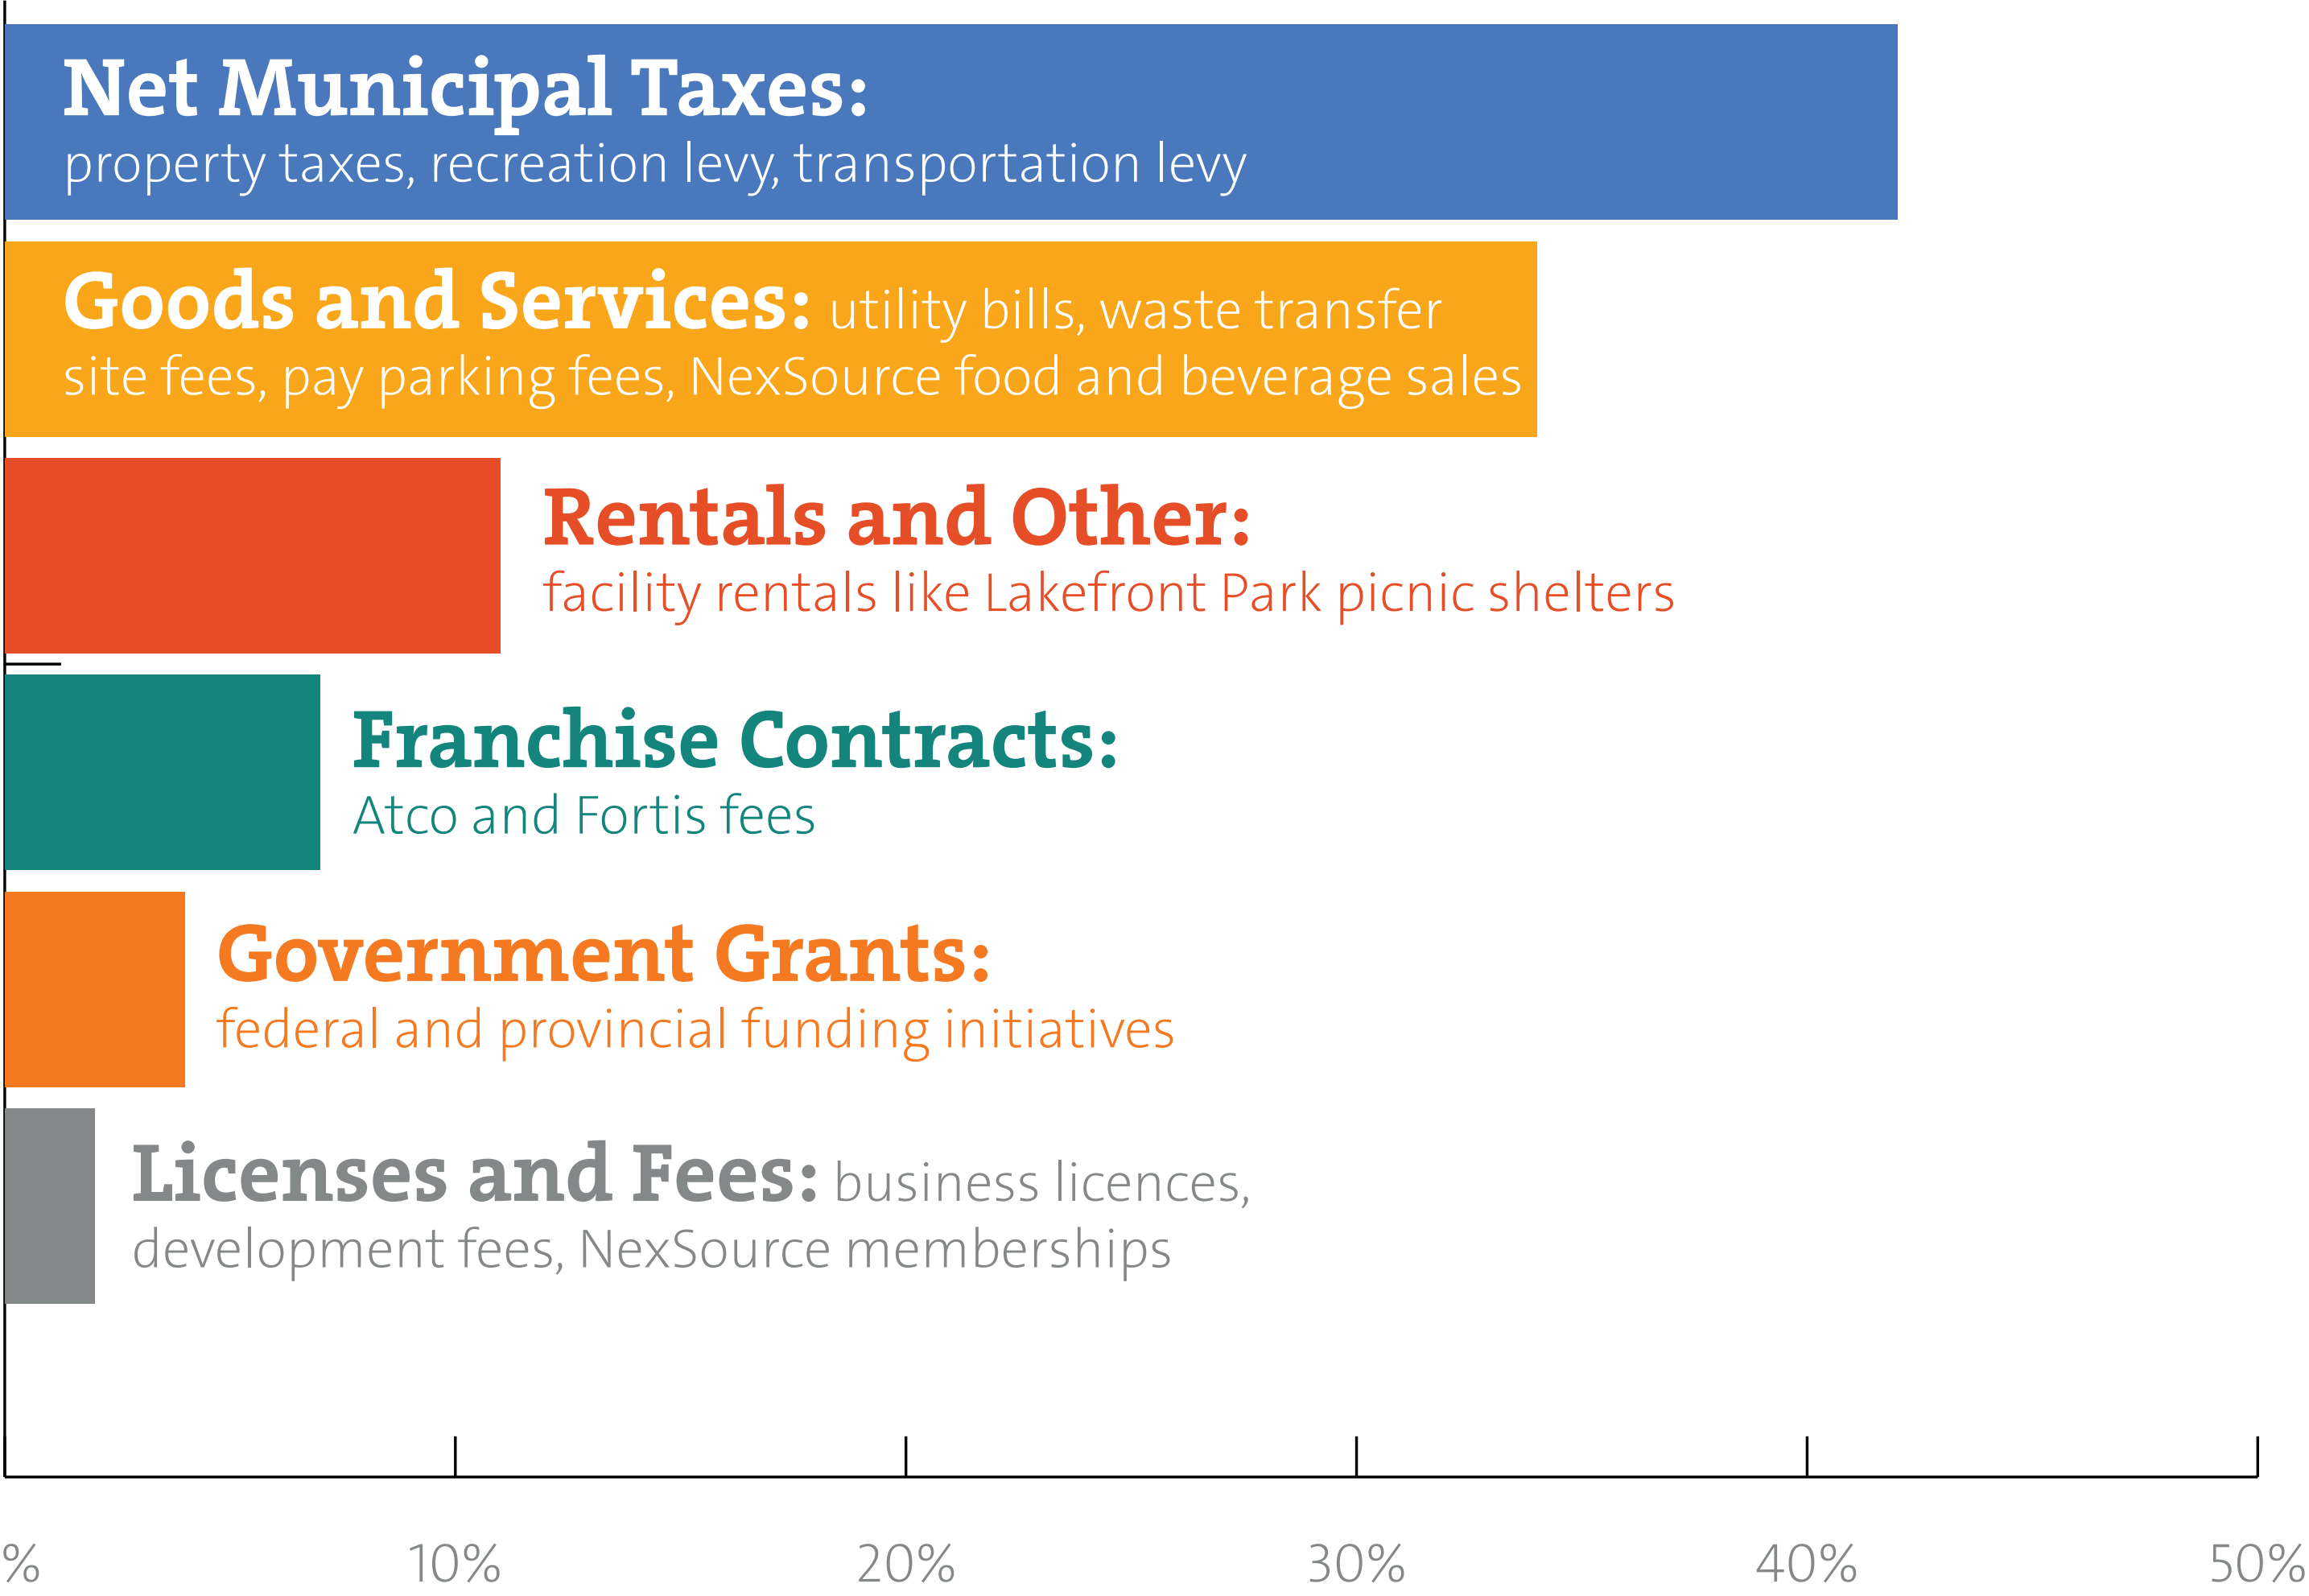 Net Municipal Taxes:
property taxes, recreation levy, transportation levy
Goods and Services: utility bills, waste transfer
site fees, pay parking fees, NexSource food and beverage sales
Rentals and Other:
facility rentals like Lakefront Park picnic shelters
Franchise Contracts:
Atco and Fortis fees
Government Grants:
federal and provincial funding initiatives
Licenses and Fees: business licences,
development fees, NexSource memberships
% 10% 20% 30% 40% 50%